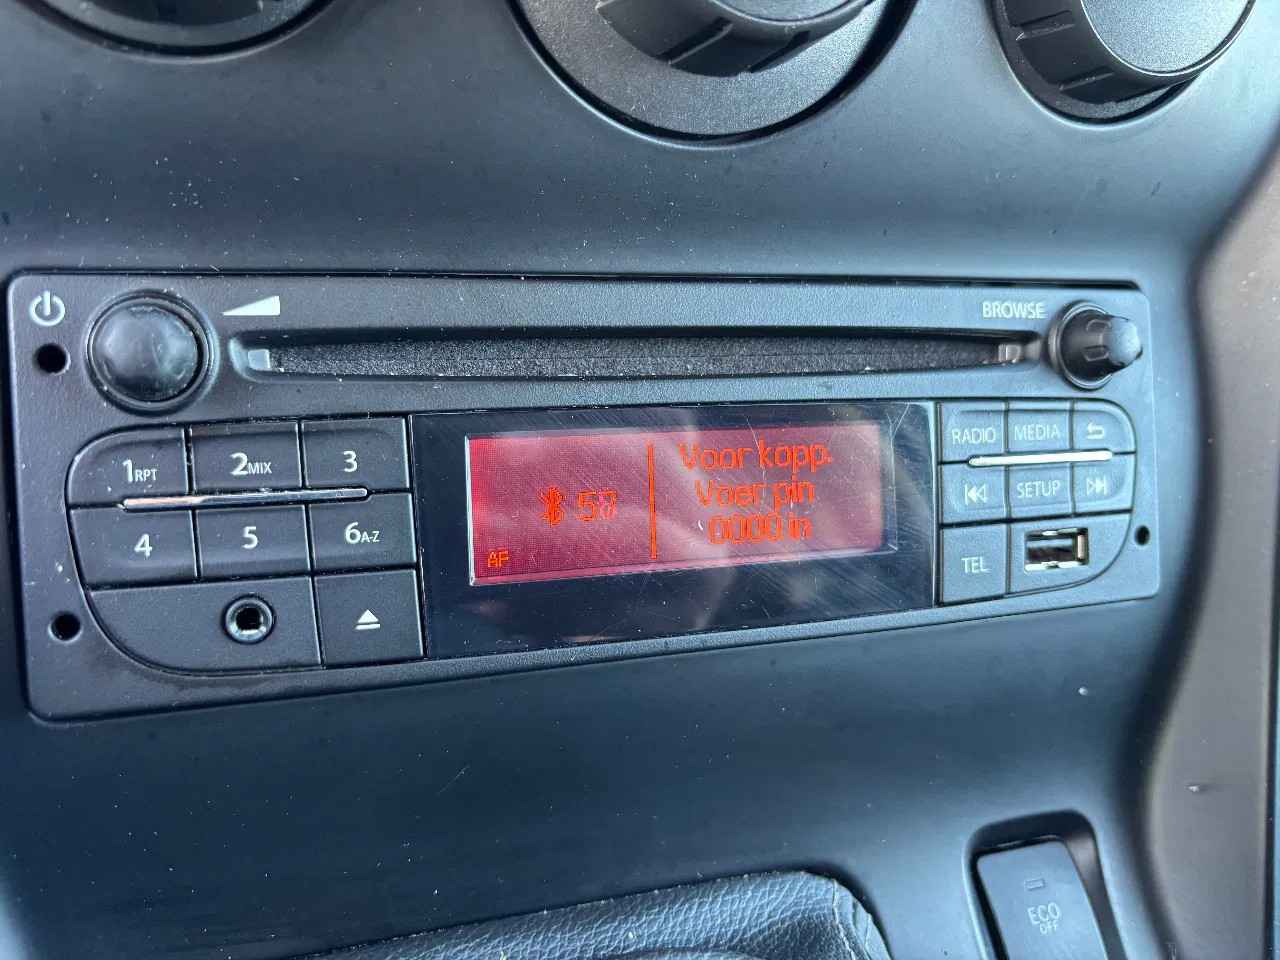 BROWSE
1RPT
2MIX
3
4
5
6A-Z
AF
Voor kopp.
Voer pin
0000 in
RADIO
MEDIA
SETUP
TEL
ECO
OFF